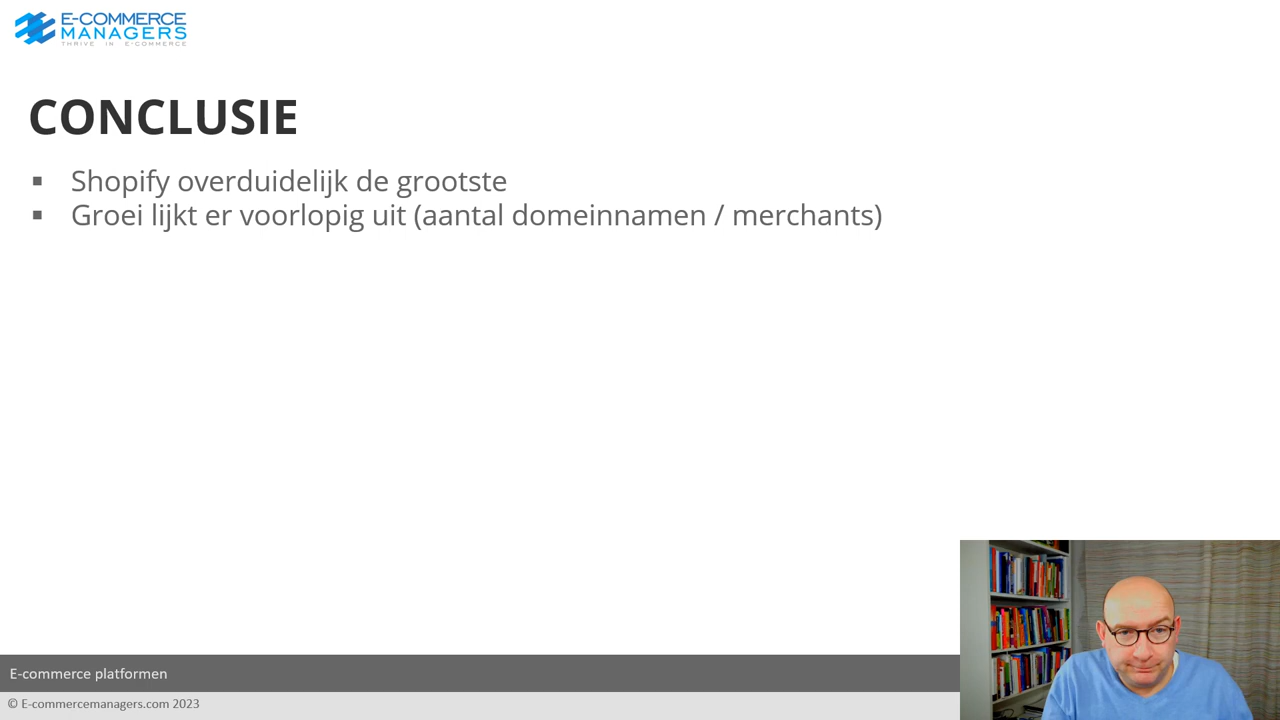 E-COMMERCE
MANAGERS
THRIVE IN E-COMMERCE
CONCLUSIE
▪ Shopify overduidelijk de grootste
▪ Groei lijkt er voorlopig uit (aantal domeinnamen / merchants)
E-commerce platformen
© E-commercemanagers.com 2023